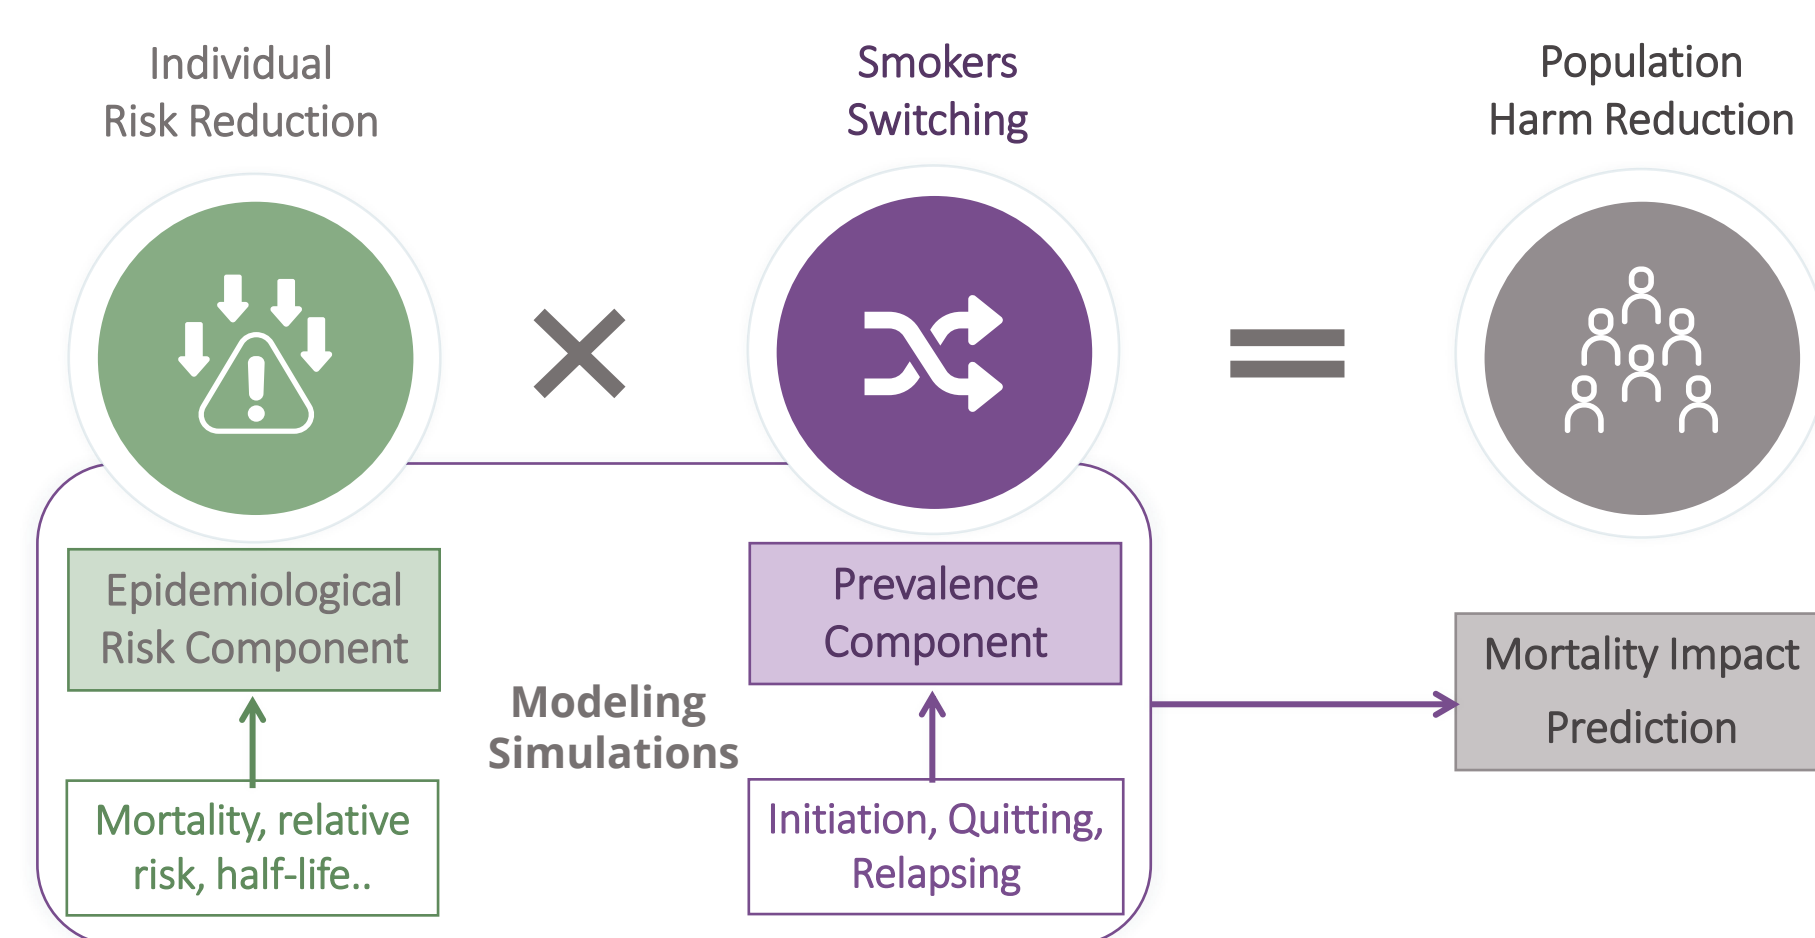 Individual
Risk Reduction
Smokers
Switching
Population
Harm Reduction
Epidemiological
Risk Component
Prevalence
Component
Modeling
Simulations
Mortality, relative
risk, half-life..
Initiation, Quitting,
Relapsing
Mortality Impact
Prediction